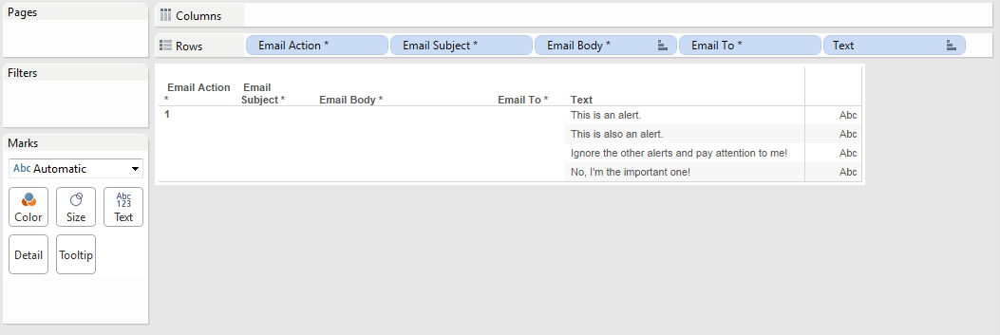 Pages
Columns
Rows
Email Action *
Email Subject *
Email Body *
Email To *
Text
Filters
Marks
Abc Automatic
Color
Size
Abc
123
Text
Detail
Tooltip
Email Action
*
Email
Subject *
Email Body *
Email To *
Text
1
This is an alert.
Abc
This is also an alert.
Abc
Ignore the other alerts and pay attention to me!
Abc
No, I'm the important one!
Abc